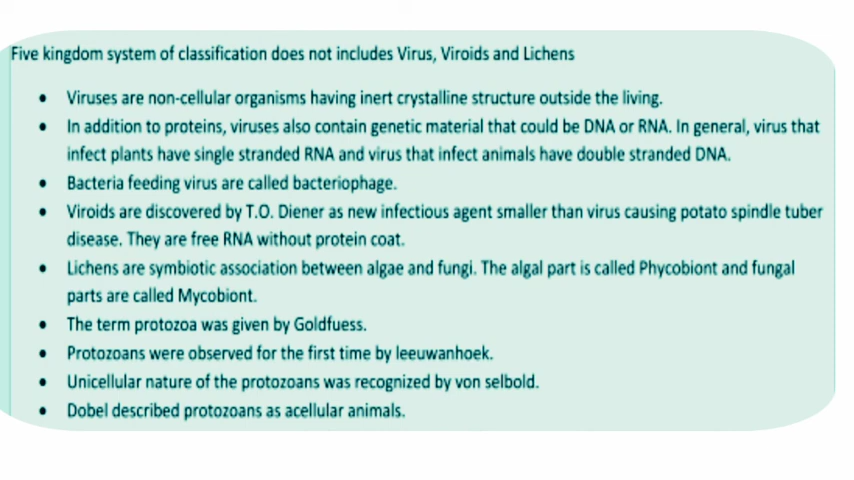 Five kingdom system of classification does not includes Virus, Viroids and Lichens
• Viruses are non-cellular organisms having inert crystalline structure outside the living.
• In addition to proteins, viruses also contain genetic material that could be DNA or RNA. In general, virus that
infect plants have single stranded RNA and virus that infect animals have double stranded DNA.
• Bacteria feeding virus are called bacteriophage.
• Viroids are discovered by T.O. Diener as new infectious agent smaller than virus causing potato spindle tuber
disease. They are free RNA without protein coat.
• Lichens are symbiotic association between algae and fungi. The algal part is called Phycobiont and fungal
parts are called Mycobiont.
• The term protozoa was given by Goldfuess.
• Protozoans were observed for the first time by leeuwanhoek.
• Unicellular nature of the protozoans was recognized by von selbold.
• Dobel described protozoans as acellular animals.